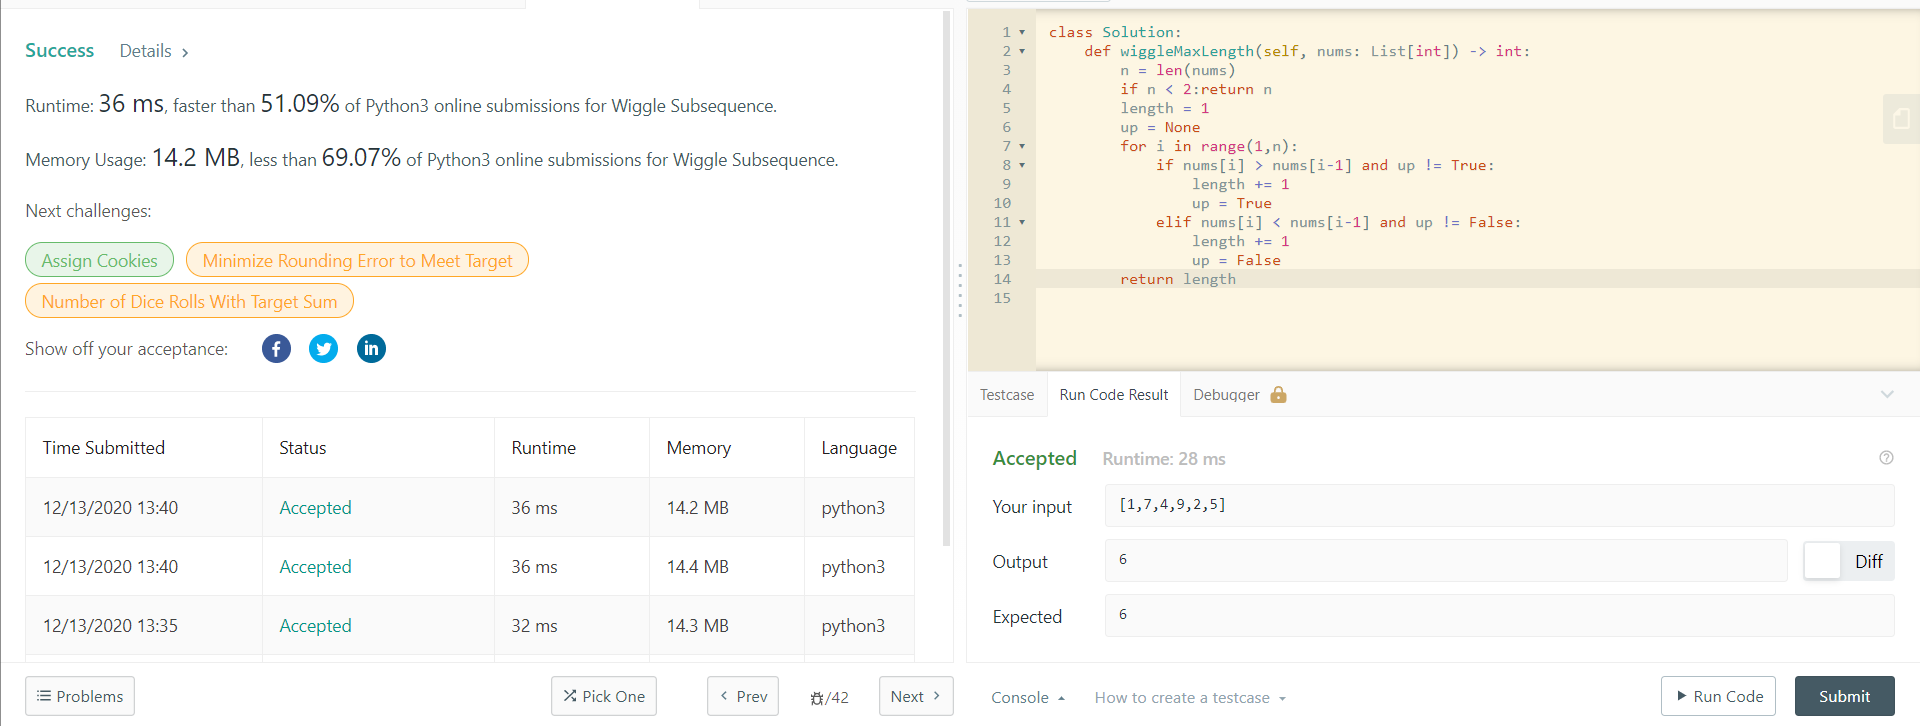 Success Details
Runtime: 36 ms, faster than 51.09% of Python3 online submissions for Wiggle Subsequence.
Memory Usage: 14.2 MB, less than 69.07% of Python3 online submissions for Wiggle Subsequence.
Next challenges:
Assign Cookies Minimize Rounding Error to Meet Target
Number of Dice Rolls With Target Sum
Show off your acceptance:
Time Submitted Status Runtime Memory Language
12/13/2020 13:40 Accepted 36 ms 14.2 MB python3
12/13/2020 13:40 Accepted 36 ms 14.4 MB python3
12/13/2020 13:35 Accepted 32 ms 14.3 MB python3
Problems Pick One < Prev /42 Next >
1 class Solution:
2     def wiggleMaxLength(self, nums: List[int]) -> int:
3         n = len(nums)
4         if n < 2:return n
5         length = 1
6         up = None
7         for i in range(1,n):
8             if nums[i] > nums[i-1] and up != True:
9                 length += 1
10                 up = True
11             elif nums[i] < nums[i-1] and up != False:
12                 length += 1
13                 up = False
14         return length
15
Testcase Run Code Result Debugger
Accepted Runtime: 28 ms
Your input [1,7,4,9,2,5]
Output 6 Diff
Expected 6
Console How to create a testcase Run Code Submit